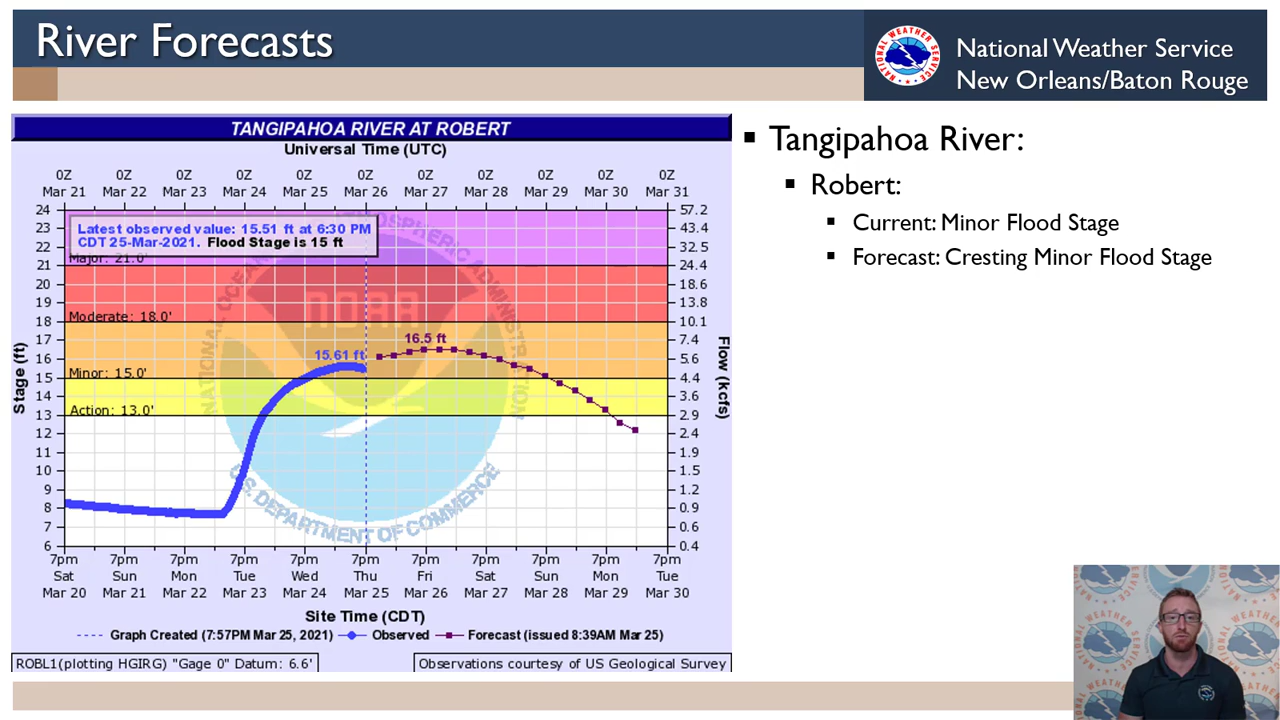 River Forecasts
NATIONAL WEATHER SERVICE
National Weather Service
New Orleans/Baton Rouge
TANGIPAHOA RIVER AT ROBERT
Universal Time (UTC)
0Z 0Z 0Z 0Z 0Z 0Z 0Z 0Z 0Z 0Z 0Z
Mar 21 Mar 22 Mar 23 Mar 24 Mar 25 Mar 26 Mar 27 Mar 28 Mar 29 Mar 30 Mar 31
24 57.2
23 43.4
Latest observed value: 15.51 ft at 6:30 PM
CDT 25-Mar-2021. Flood Stage is 15 ft
22 32.5
Major: 21.0'
21 24.4
20 18.6
19 13.8
Moderate: 18.0'
18 10.1
17 7.4
16.5 ft
15.61 ft
16 5.6
Minor: 15.0'
15 4.4
14 3.6
Action: 13.0'
13 2.9
12 2.4
11 1.9
10 1.5
9 1.2
8 0.9
7 0.6
6 0.4
Stage (ft)
Flow (kcfs)
NATIONAL OCEANIC AND ATMOSPHERIC ADMINISTRATION
NOAA
U.S. DEPARTMENT OF COMMERCE
7pm 7pm 7pm 7pm 7pm 7pm 7pm 7pm 7pm 7pm 7pm
Sat Sun Mon Tue Wed Thu Fri Sat Sun Mon Tue
Mar 20 Mar 21 Mar 22 Mar 23 Mar 24 Mar 25 Mar 26 Mar 27 Mar 28 Mar 29 Mar 30
Site Time (CDT)
Graph Created (7:57PM Mar 25, 2021) Observed Forecast (issued 8:39AM Mar 25)
ROBL1(plotting HGIRG) "Gage 0" Datum: 6.6'
Observations courtesy of US Geological Survey
Tangipahoa River:
Robert:
Current: Minor Flood Stage
Forecast: Cresting Minor Flood Stage